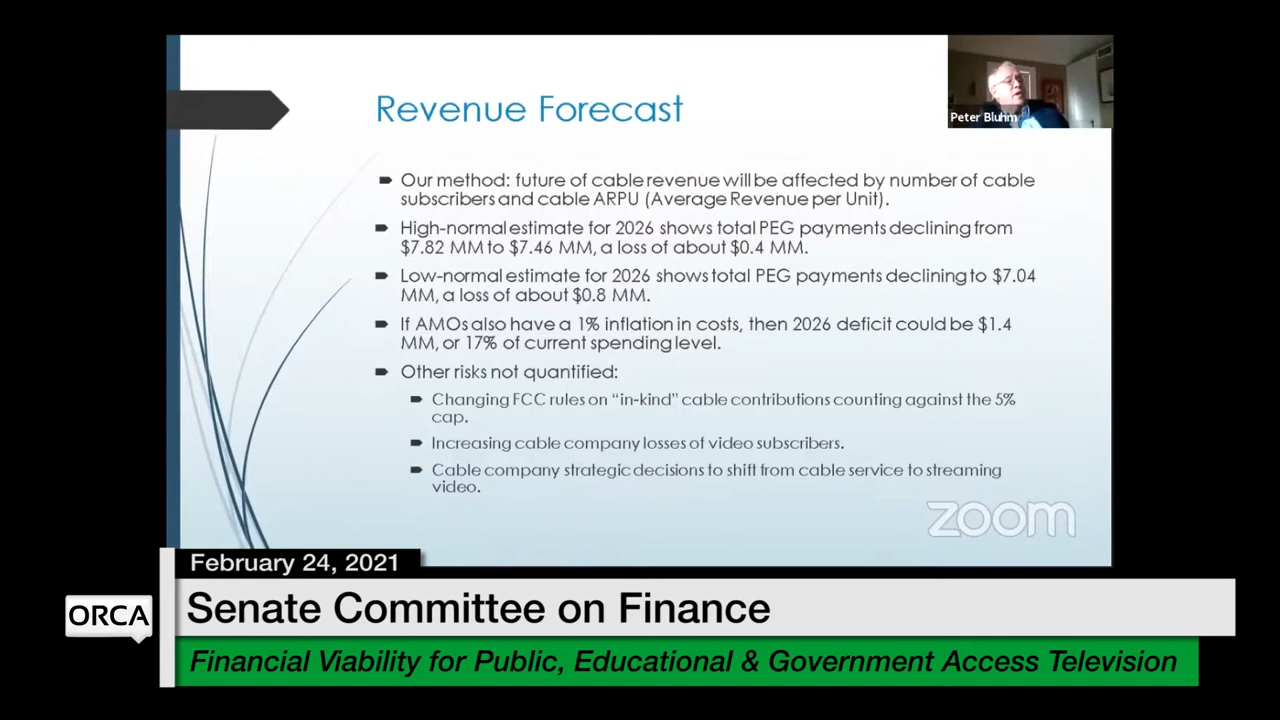 Revenue Forecast
Peter Bluhm
Our method: future of cable revenue will be affected by number of cable
subscribers and cable ARPU (Average Revenue per Unit).
High-normal estimate for 2026 shows total PEG payments declining from
$7.82 MM to $7.46 MM, a loss of about $0.4 MM.
Low-normal estimate for 2026 shows total PEG payments declining to $7.04
MM, a loss of about $0.8 MM.
If AMOs also have a 1% inflation in costs, then 2026 deficit could be $1.4
MM, or 17% of current spending level.
Other risks not quantified:
Changing FCC rules on “in-kind” cable contributions counting against the 5%
cap.
Increasing cable company losses of video subscribers.
Cable company strategic decisions to shift from cable service to streaming
video.
zoom
February 24, 2021
ORCA
Senate Committee on Finance
Financial Viability for Public, Educational & Government Access Television